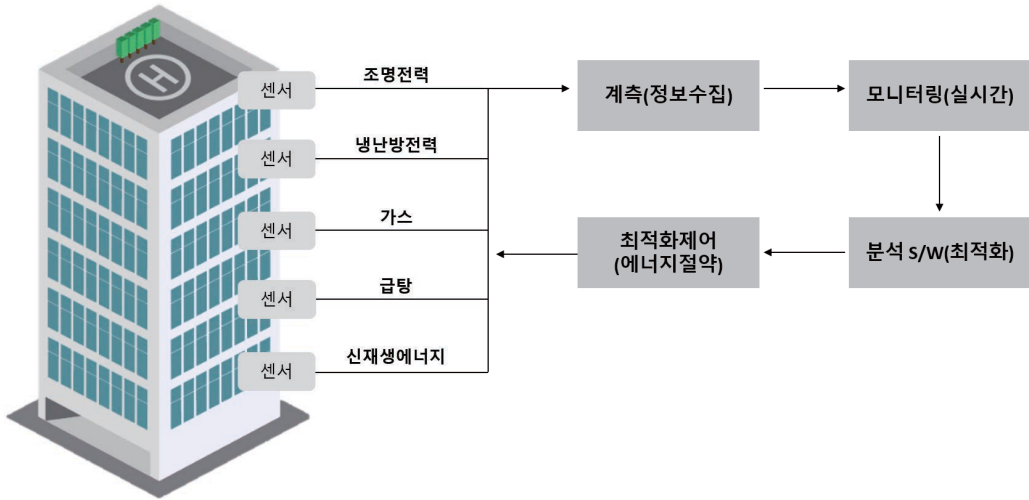 H
센서
조명전력
센서
냉난방전력
센서
가스
센서
급탕
센서
신재생에너지
계측(정보수집)
모니터링(실시간)
분석 S/W(최적화)
최적화제어
(에너지절약)